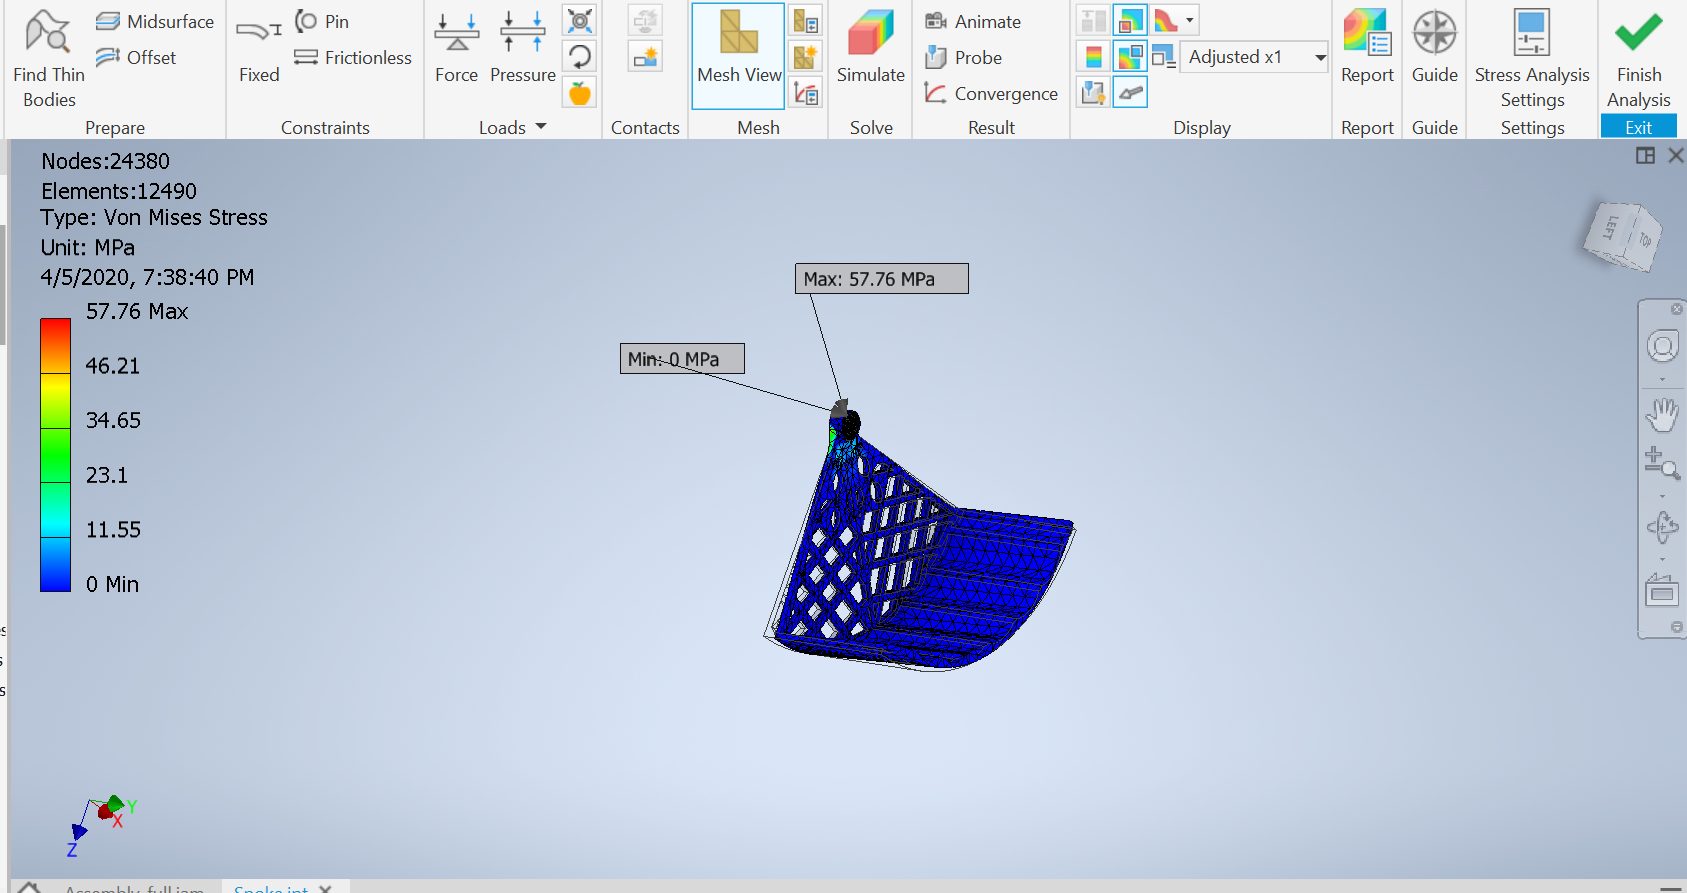 Find Thin
Bodies
Midsurface
Offset
Prepare
Fixed
Pin
Frictionless
Constraints
Force
Pressure
Loads
Contacts
Mesh View
Mesh
Simulate
Solve
Animate
Probe
Convergence
Result
Adjusted x1
Display
Report
Report
Guide
Guide
Stress Analysis
Settings
Settings
Finish
Analysis
Exit
Nodes:24380
Elements:12490
Type: Von Mises Stress
Unit: MPa
4/5/2020, 7:38:40 PM
57.76 Max
46.21
34.65
23.1
11.55
0 Min
Max: 57.76 MPa
Min: 0 MPa
LEFT
TOP
Y
X
Z